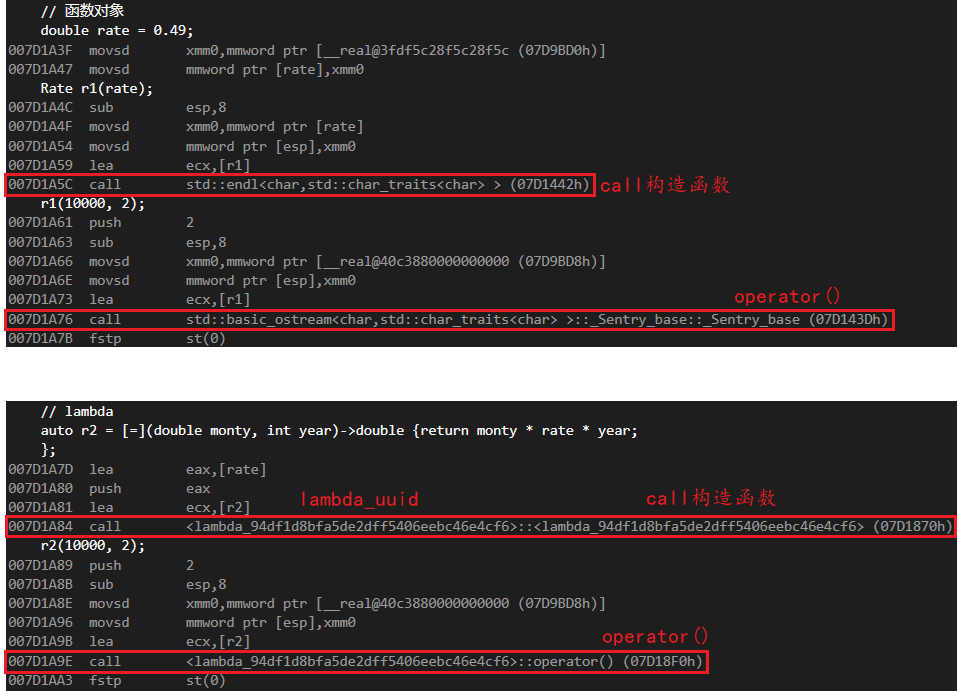 // 函数对象
double rate = 0.49;
007D1A3F movsd xmm0,mmword ptr [__real@3fdf5c28f5c28f5c (07D9BD0h)]
007D1A47 movsd mmword ptr [rate],xmm0
Rate r1(rate);
007D1A4C sub esp,8
007D1A4F movsd xmm0,mmword ptr [rate]
007D1A54 movsd mmword ptr [esp],xmm0
007D1A59 lea ecx,[r1]
007D1A5C call std::endl<char,std::char_traits<char> > (07D1442h) call构造函数
r1(10000, 2);
007D1A61 push 2
007D1A63 sub esp,8
007D1A66 movsd xmm0,mmword ptr [__real@40c3880000000000 (07D9BD8h)]
007D1A6E movsd mmword ptr [esp],xmm0
007D1A73 lea ecx,[r1]
operator()
007D1A76 call std::basic_ostream<char,std::char_traits<char> >::_Sentry_base::_Sentry_base (07D143Dh)
007D1A7B fstp st(0)
// lambda
auto r2 = [=](double monty, int year)->double {return monty * rate * year;
};
007D1A7D lea eax,[rate]
007D1A80 push eax
lambda_uuid call构造函数
007D1A81 lea ecx,[r2]
007D1A84 call <lambda_94df1d8bfa5de2dff5406eebc46e4cf6>::<lambda_94df1d8bfa5de2dff5406eebc46e4cf6> (07D1870h)
r2(10000, 2);
007D1A89 push 2
007D1A8B sub esp,8
007D1A8E movsd xmm0,mmword ptr [__real@40c3880000000000 (07D9BD8h)]
007D1A96 movsd mmword ptr [esp],xmm0
operator()
007D1A9B lea ecx,[r2]
007D1A9E call <lambda_94df1d8bfa5de2dff5406eebc46e4cf6>::operator() (07D18F0h)
007D1AA3 fstp st(0)